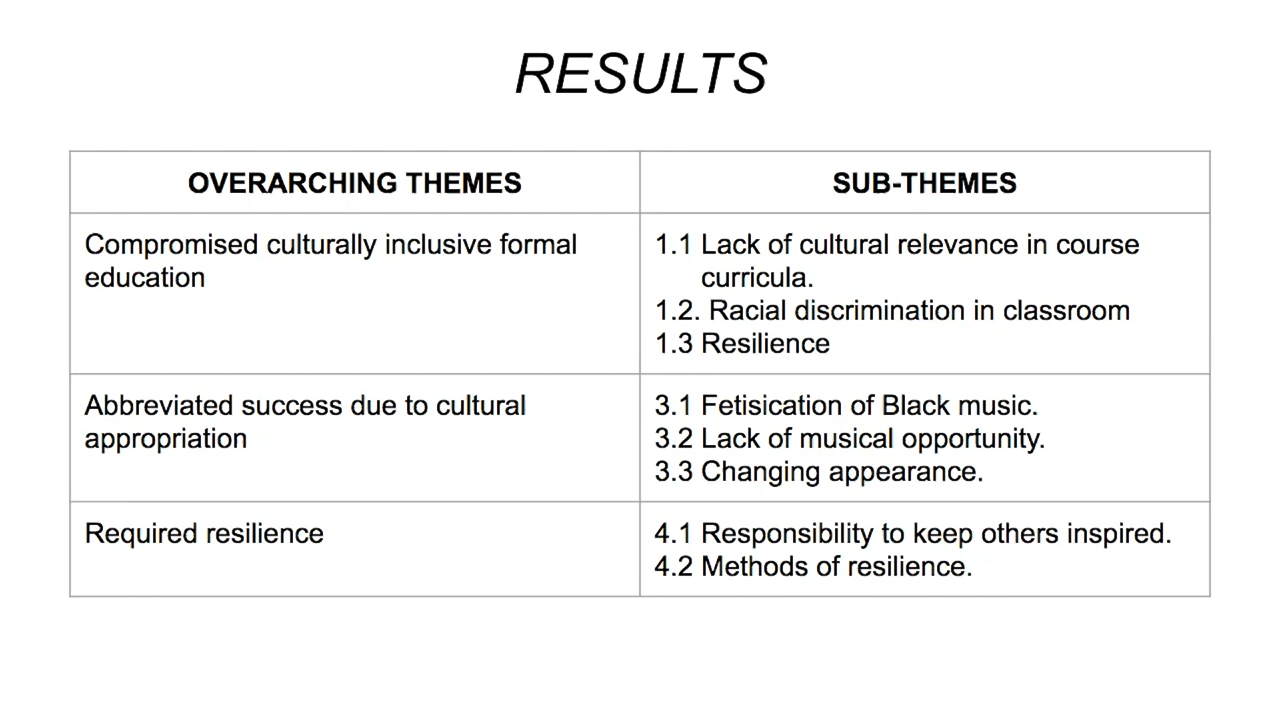 RESULTS
OVERARCHING THEMES
SUB-THEMES
Compromised culturally inclusive formal
education
1.1 Lack of cultural relevance in course
curricula.
1.2. Racial discrimination in classroom
1.3 Resilience
Abbreviated success due to cultural
appropriation
3.1 Fetisication of Black music.
3.2 Lack of musical opportunity.
3.3 Changing appearance.
Required resilience
4.1 Responsibility to keep others inspired.
4.2 Methods of resilience.